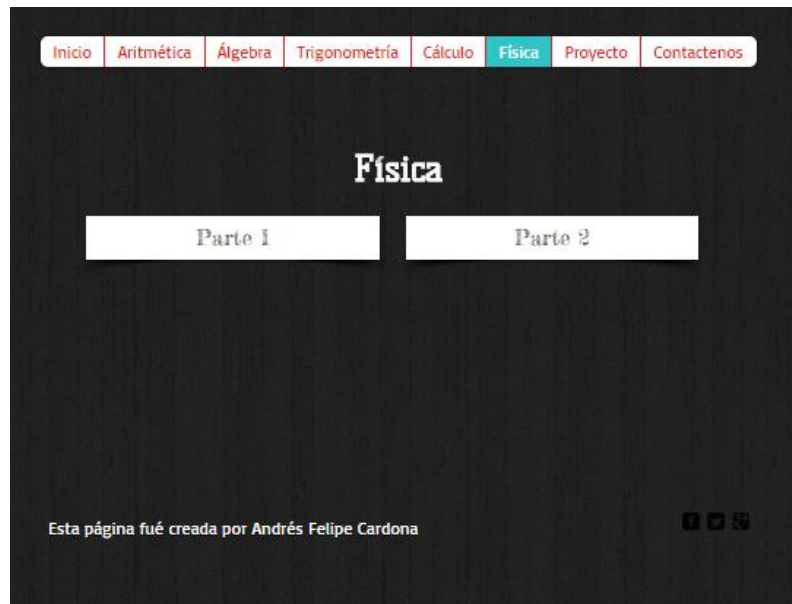 Inicio Aritmética Álgebra Trigonometría Cálculo Física Proyecto Contactenos
Física
Parte 1 Parte 2
Esta página fué creada por Andrés Felipe Cardona